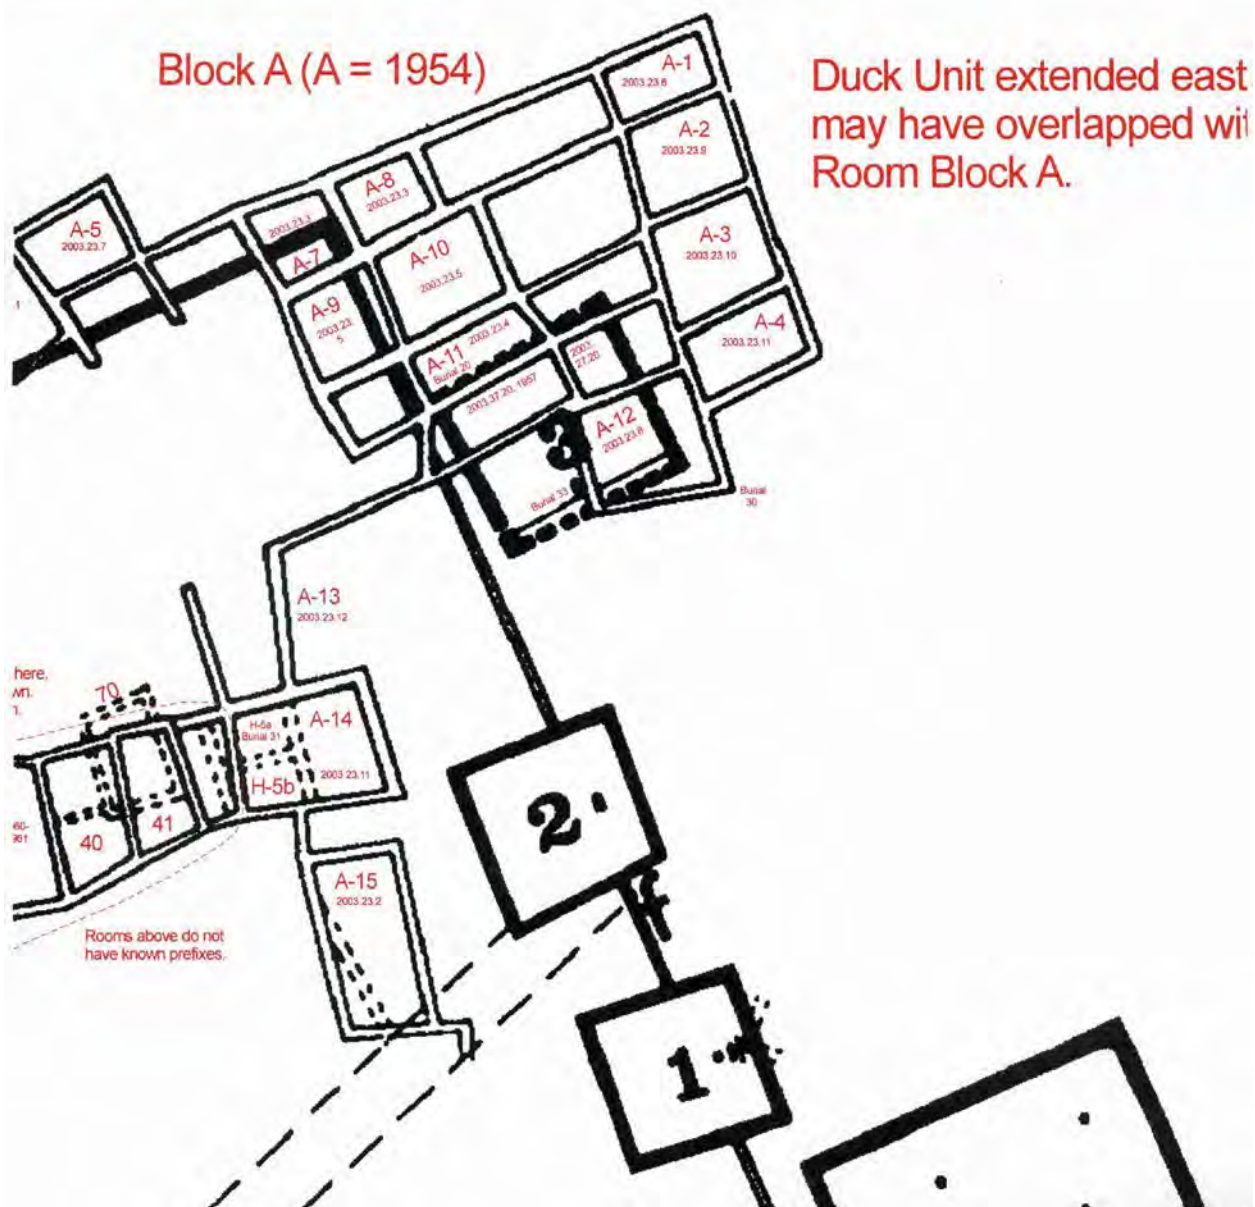 Block A (A = 1954)
Duck Unit extended east
may have overlapped wit
Room Block A.
A-1
2003.23.6
A-2
2003.23.9
A-8
2003.23.3
A-5
2003.23.7
2003.23.3
A-7
A-3
2003.23.10
A-10
2003.23.5
A-9
2003.23.
5
A-4
2003.23.11
2003.23.4
A-11
Burial 20
2003.
27.20
2003.37.20, 1957
A-12
2003.23.8
3
Burial 33
Burial
30
A-13
2003.23.12
here.
wn.
70
H-5a
Burial 31
A-14
2003.23.11
H-5b
40
41
60-
961
2
A-15
2003.23.2
Rooms above do not
have known prefixes.
1